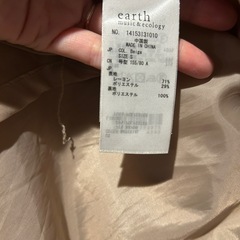 earth
music & ecology
NO. 14153131010
中国製
MADE IN CHINA
COL Beige
SIZE S
CN 号型 155/80 A
JP
表地
レーヨン 71%
ポリエステル 29%
裏地
ポリエステル 100%